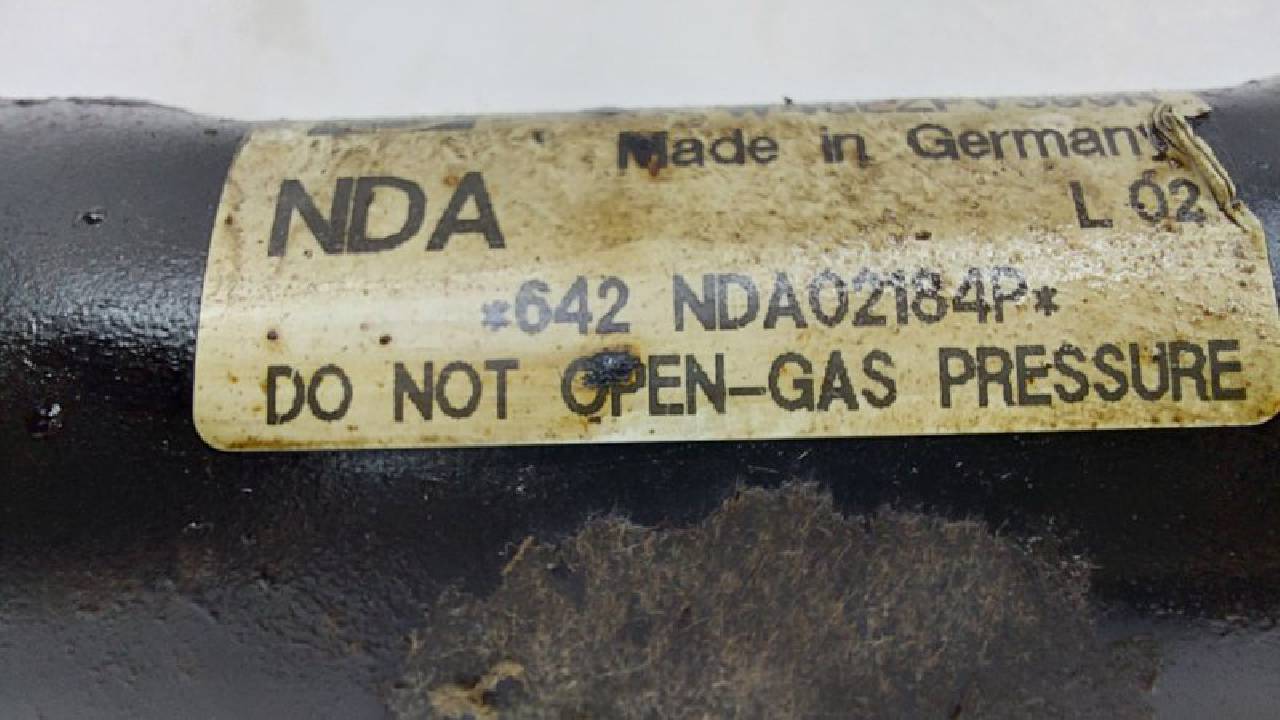 Made in Germany
NDA
L 02
*642 NDA02184P*
DO NOT OPEN-GAS PRESSURE